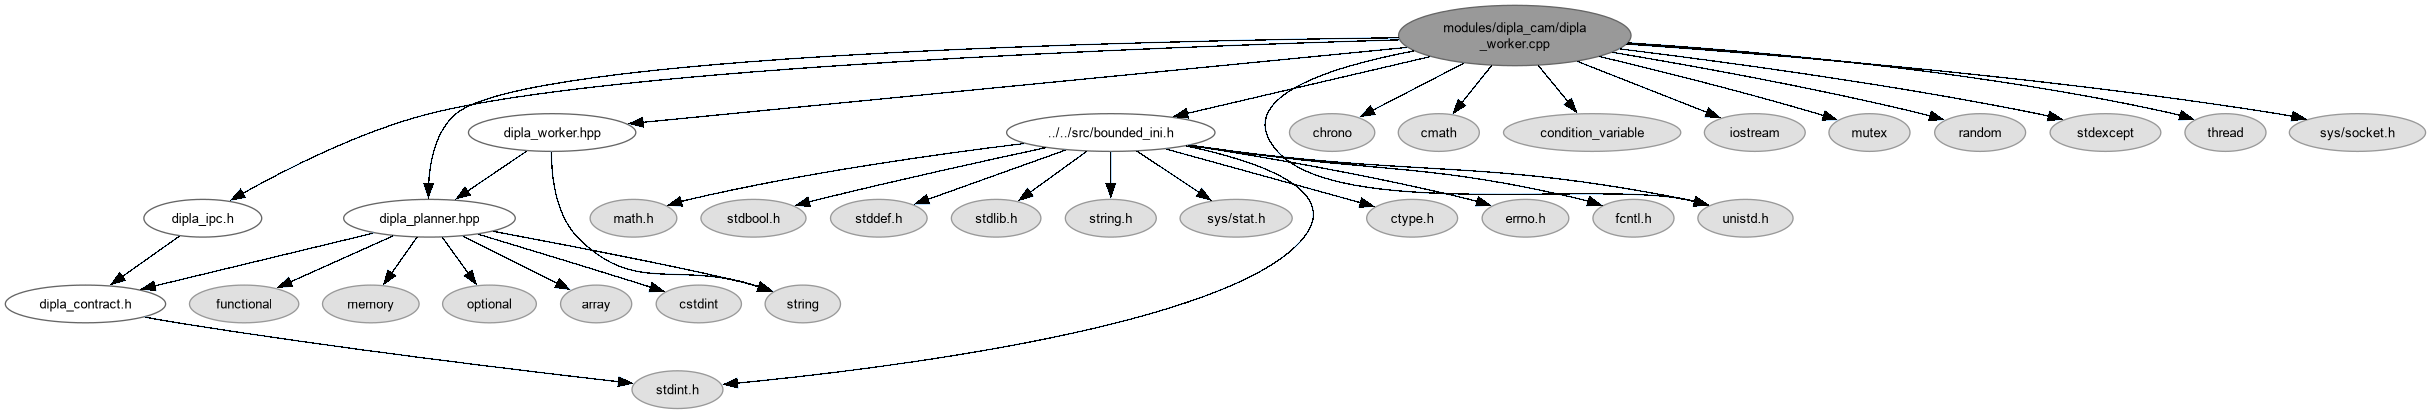 modules/dipla_cam/dipla
_worker.cpp
dipla_worker.hpp
../../src/bounded_ini.h
chrono
cmath
condition_variable
iostream
mutex
random
stdexcept
thread
sys/socket.h
dipla_ipc.h
dipla_planner.hpp
math.h
stdbool.h
stddef.h
stdlib.h
string.h
sys/stat.h
ctype.h
errno.h
fcntl.h
unistd.h
dipla_contract.h
functional
memory
optional
array
cstdint
string
stdint.h